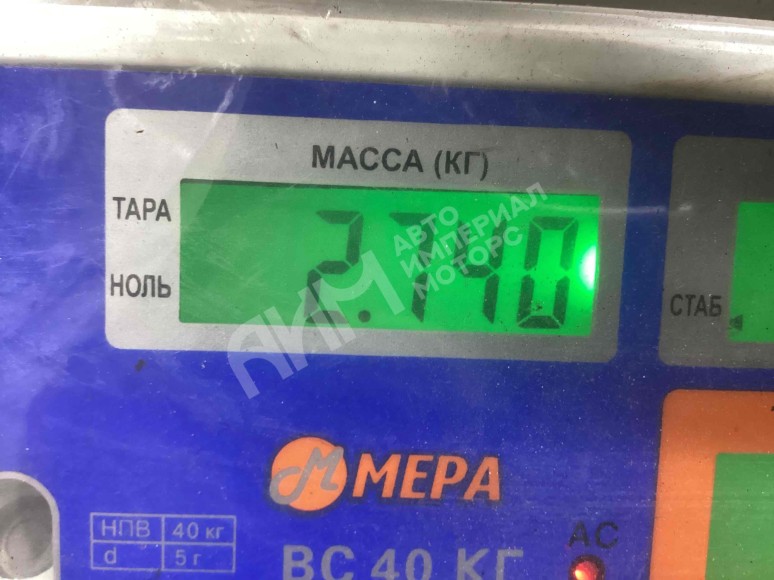 МАССА (КГ)
ТАРА
2.740
НОЛЬ
СТАБ
АИМ АВТО
ИМПЕРИАЛ
МОТОРС
М МЕРА
НПВ 40 кг
d 5 г
ВС 40 КГ
AC